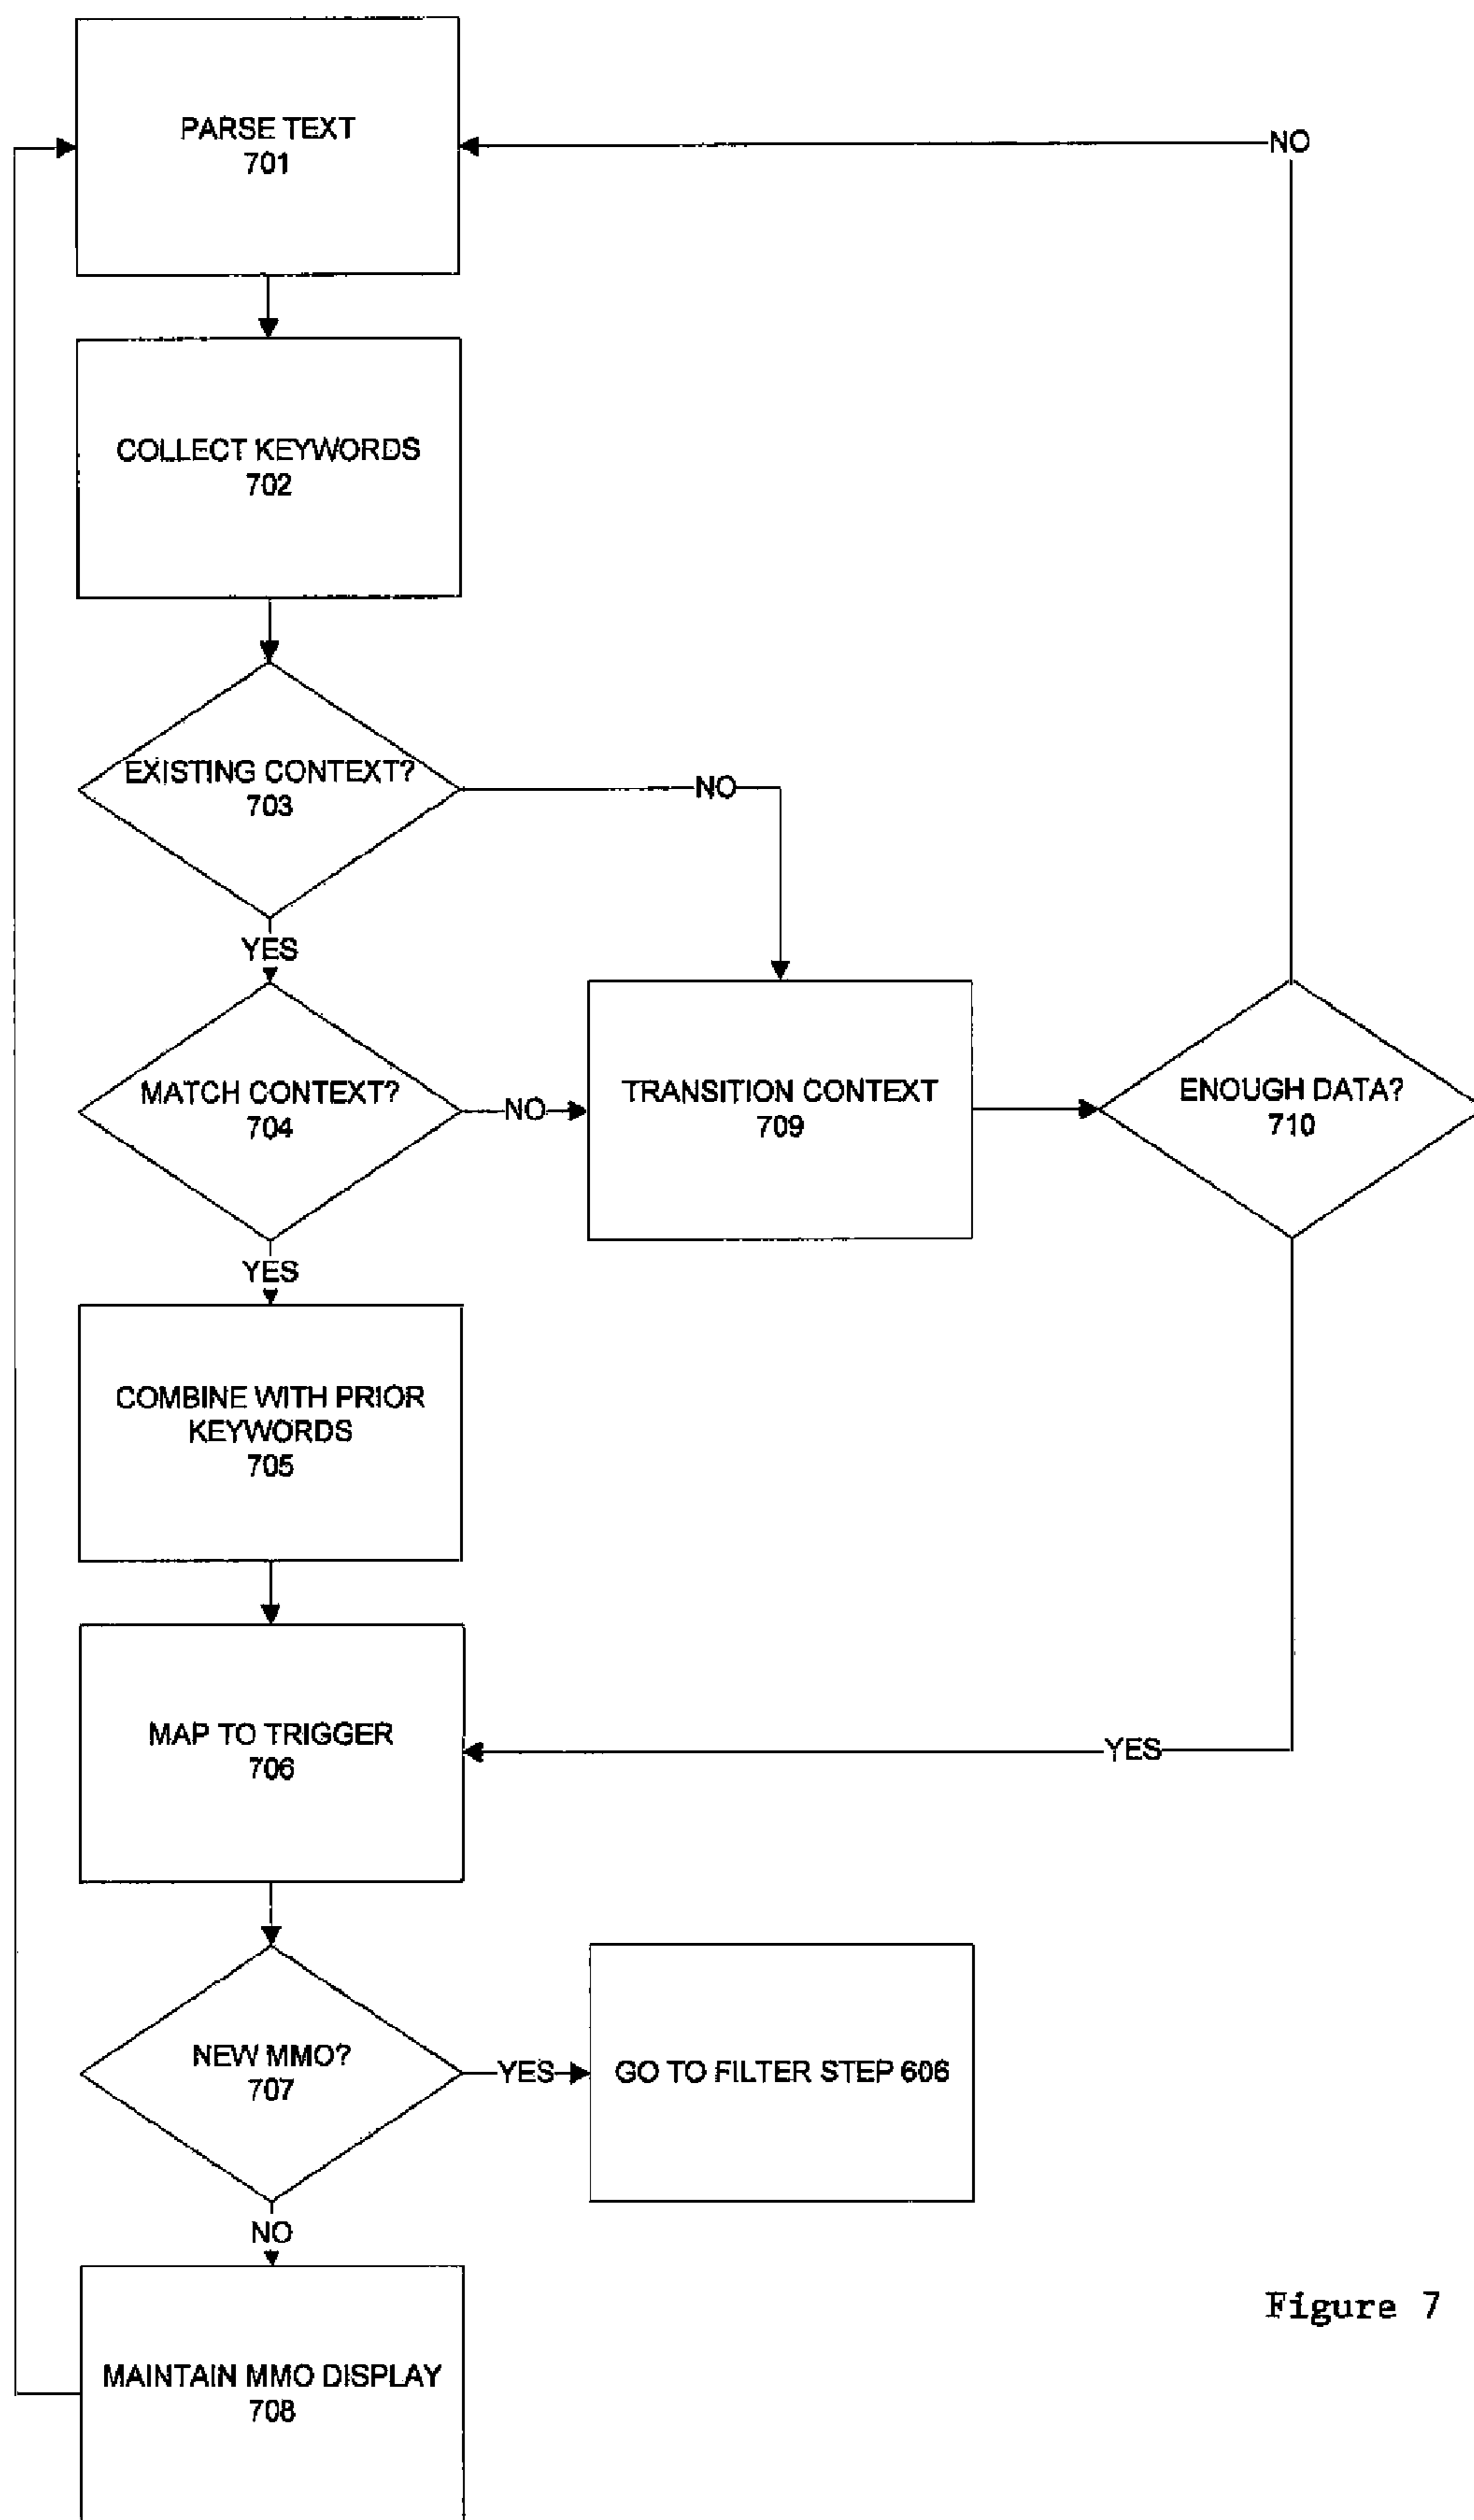 PARSE TEXT
701
NO
COLLECT KEYWORDS
702
EXISTING CONTEXT?
703
NO
YES
MATCH CONTEXT?
704
NO
TRANSITION CONTEXT
709
ENOUGH DATA?
710
YES
COMBINE WITH PRIOR
KEYWORDS
705
MAP TO TRIGGER
706
YES
NEW MMO?
707
YES
GO TO FILTER STEP 606
NO
MAINTAIN MMO DISPLAY
708
Figure 7